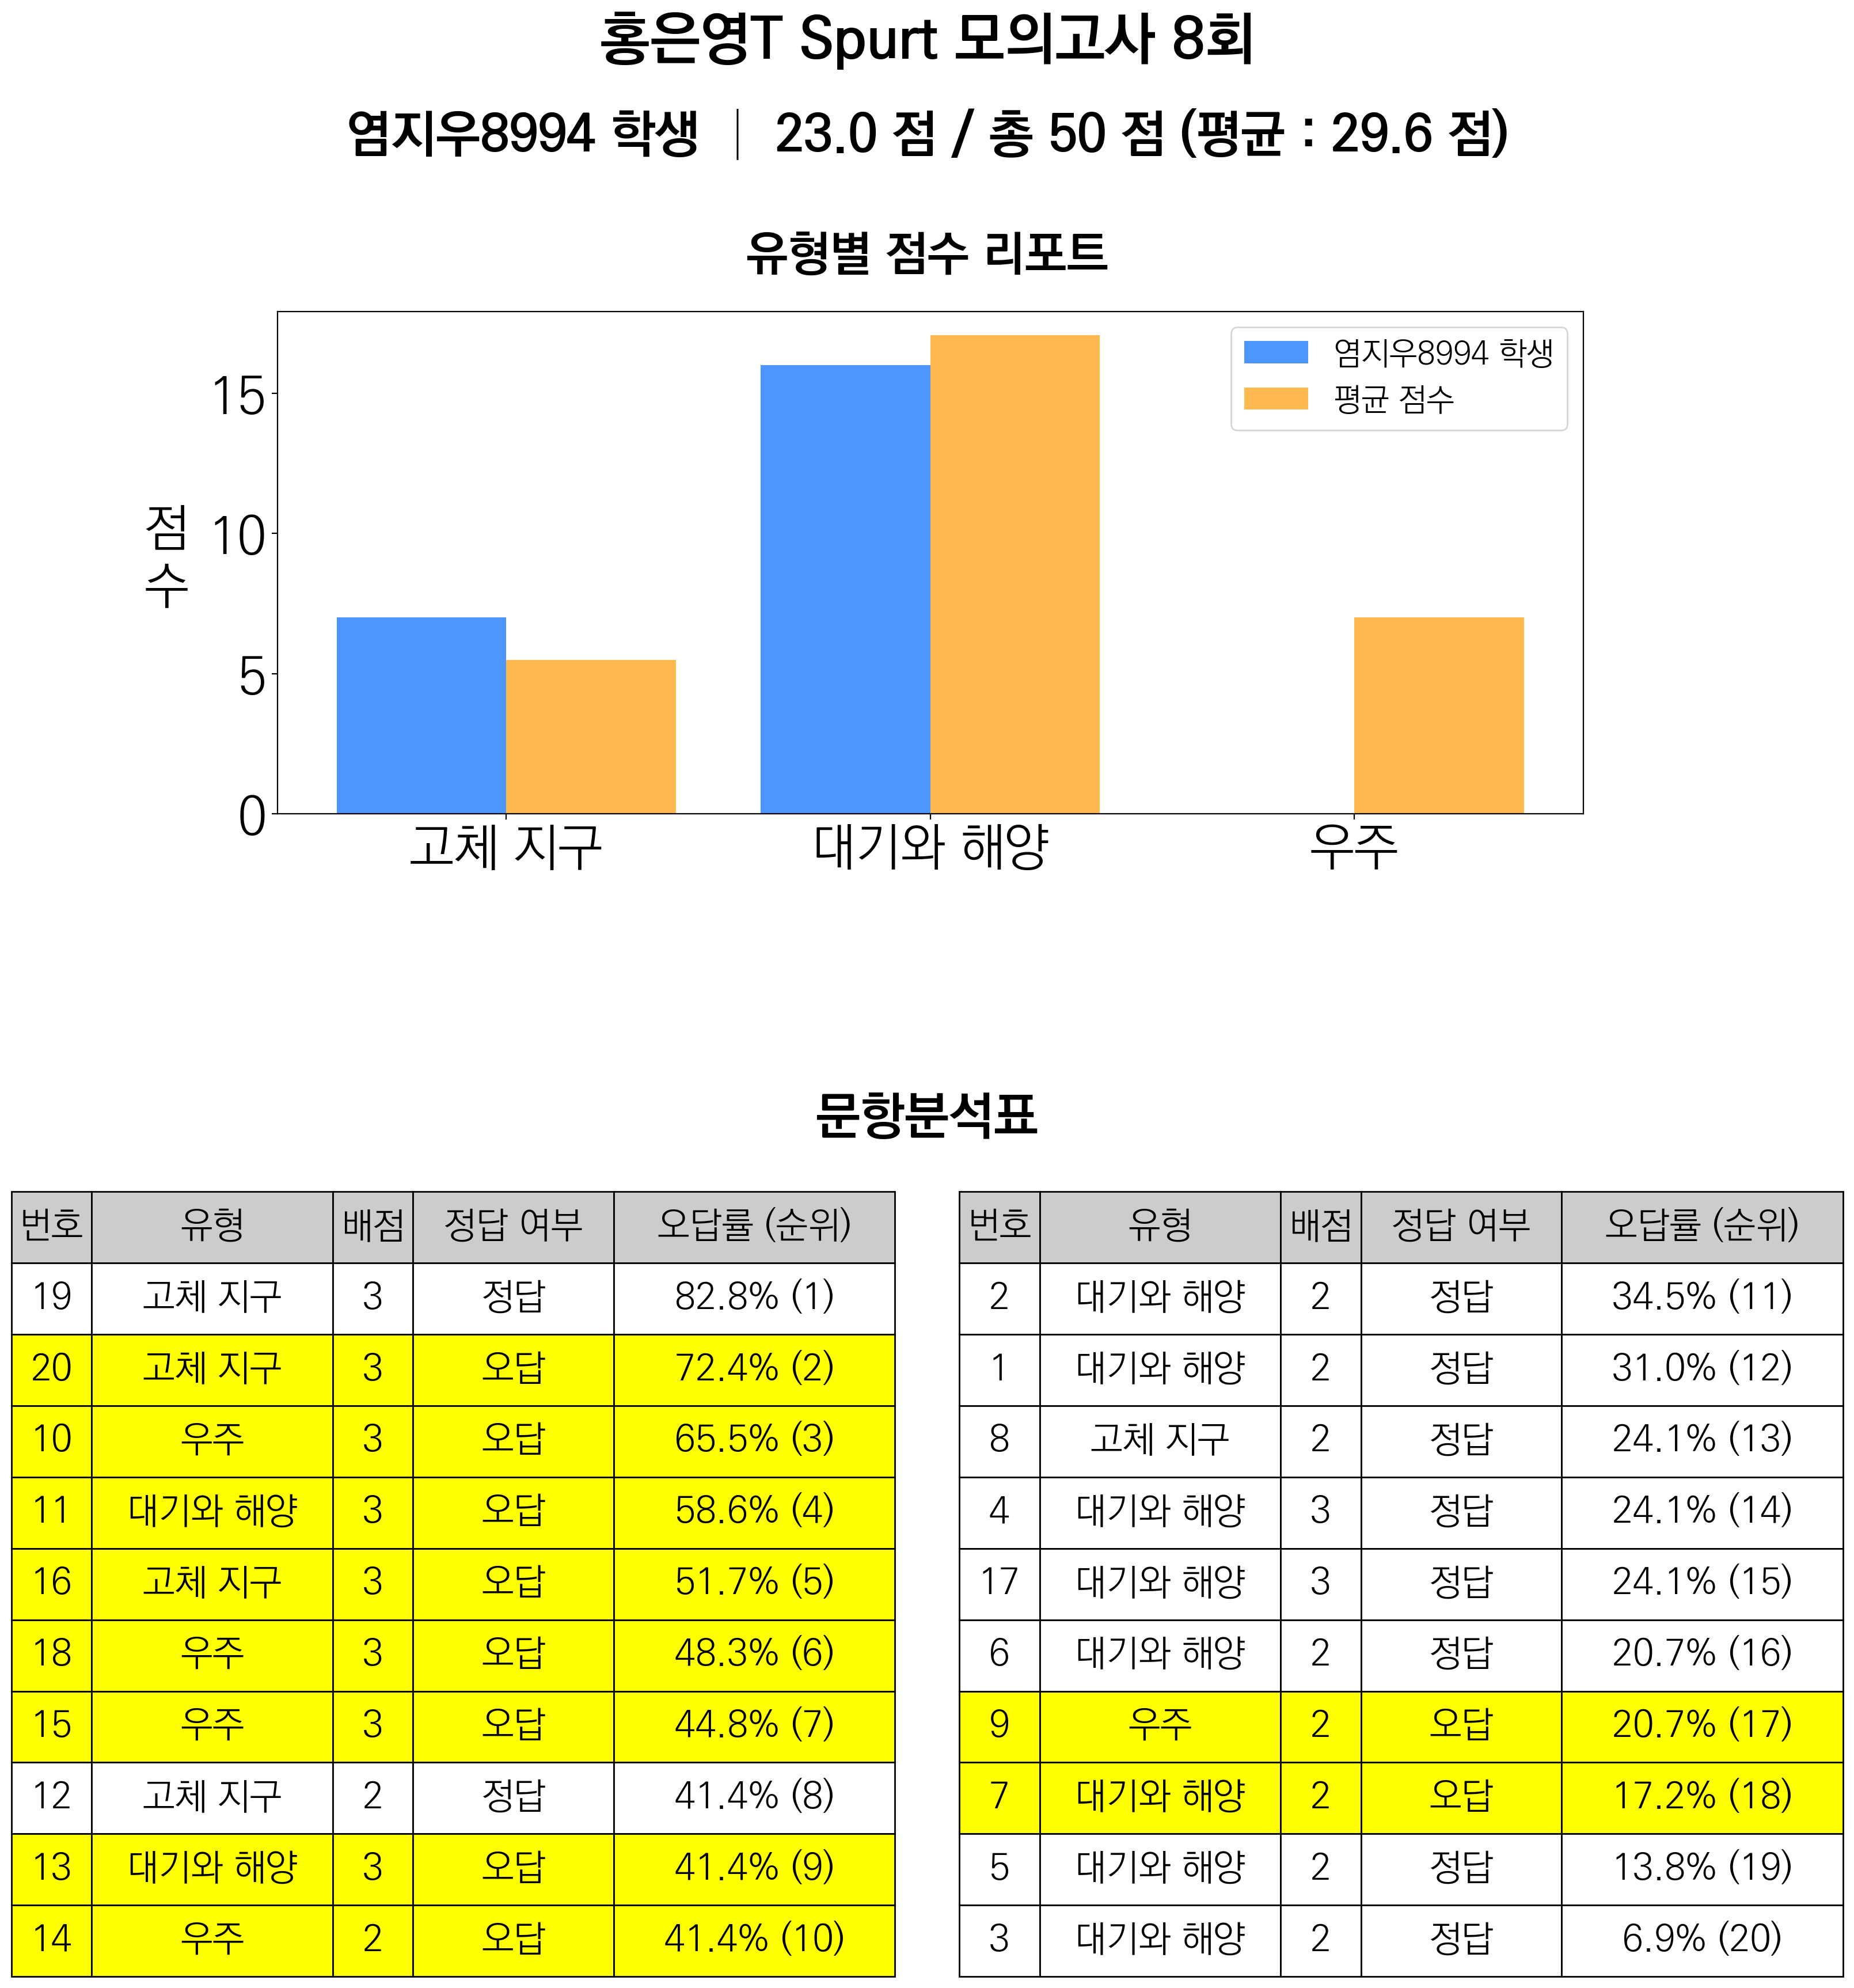 홍은영T Spurt 모의고사 8회
염지우8994 학생 | 23.0 점 / 총 50 점 (평균 : 29.6 점)
유형별 점수 리포트
염지우8994 학생
평균 점수
점수
15
10
5
0
고체 지구 대기와 해양 우주
문항분석표
번호 유형 배점 정답 여부 오답률 (순위)
19 고체 지구 3 정답 82.8% (1)
20 고체 지구 3 오답 72.4% (2)
10 우주 3 오답 65.5% (3)
11 대기와 해양 3 오답 58.6% (4)
16 고체 지구 3 오답 51.7% (5)
18 우주 3 오답 48.3% (6)
15 우주 3 오답 44.8% (7)
12 고체 지구 2 정답 41.4% (8)
13 대기와 해양 3 오답 41.4% (9)
14 우주 2 오답 41.4% (10)
번호 유형 배점 정답 여부 오답률 (순위)
2 대기와 해양 2 정답 34.5% (11)
1 대기와 해양 2 정답 31.0% (12)
8 고체 지구 2 정답 24.1% (13)
4 대기와 해양 3 정답 24.1% (14)
17 대기와 해양 3 정답 24.1% (15)
6 대기와 해양 2 정답 20.7% (16)
9 우주 2 오답 20.7% (17)
7 대기와 해양 2 오답 17.2% (18)
5 대기와 해양 2 정답 13.8% (19)
3 대기와 해양 2 정답 6.9% (20)